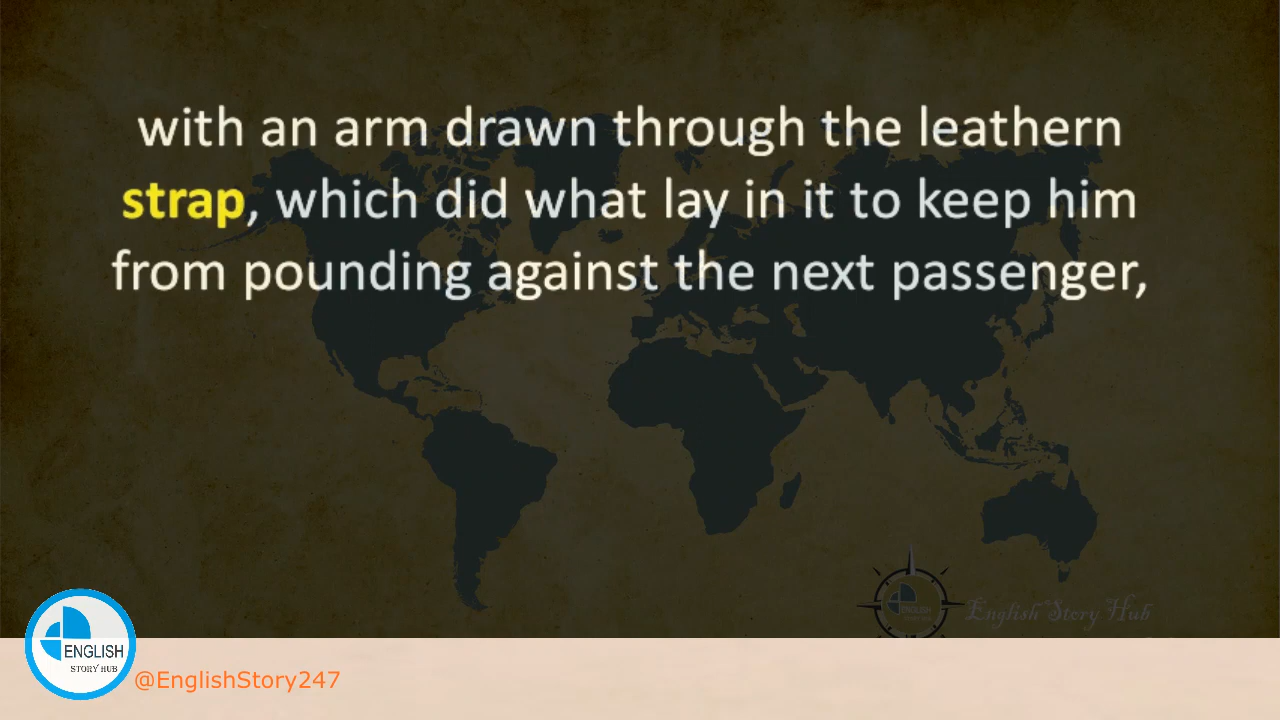 with an arm drawn through the leathern
strap, which did what lay in it to keep him
from pounding against the next passenger,
English Story Hub
ENGLISH
STORY HUB
@EnglishStory247